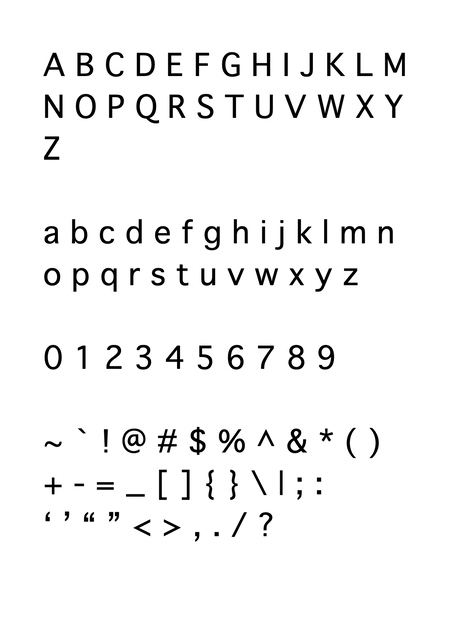 A B C D E F G H I J K L M
N O P Q R S T U V W X Y
Z
a b c d e f g h i j k l m n
o p q r s t u v w x y z
0 1 2 3 4 5 6 7 8 9
~ ` ! @ # $ % ^ & * ( )
+ - = _ [ ] { } \ | ; :
‘ ’ “ ” < > , . / ?